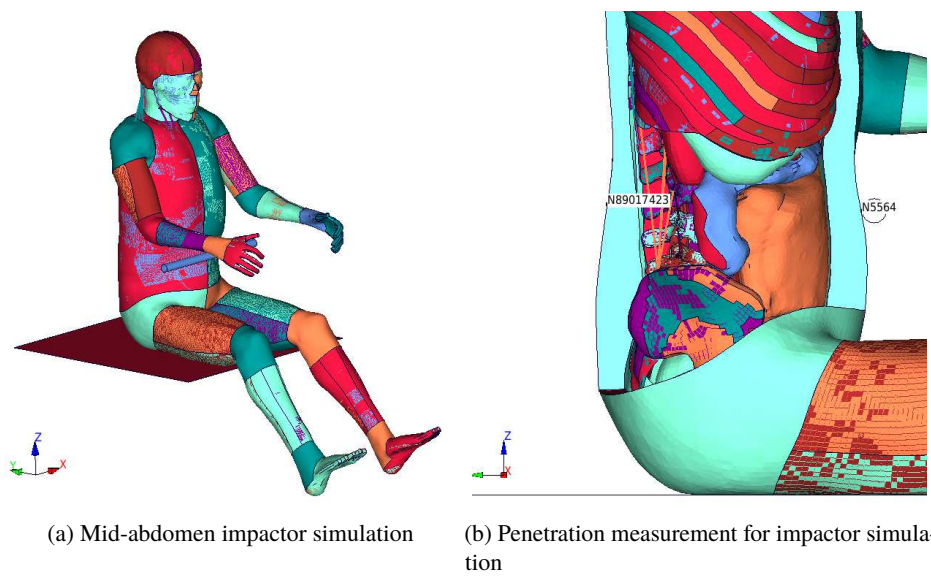 N89017423
N5564
Z
Y
X
Z
X
(a) Mid-abdomen impactor simulation
(b) Penetration measurement for impactor simula-
tion